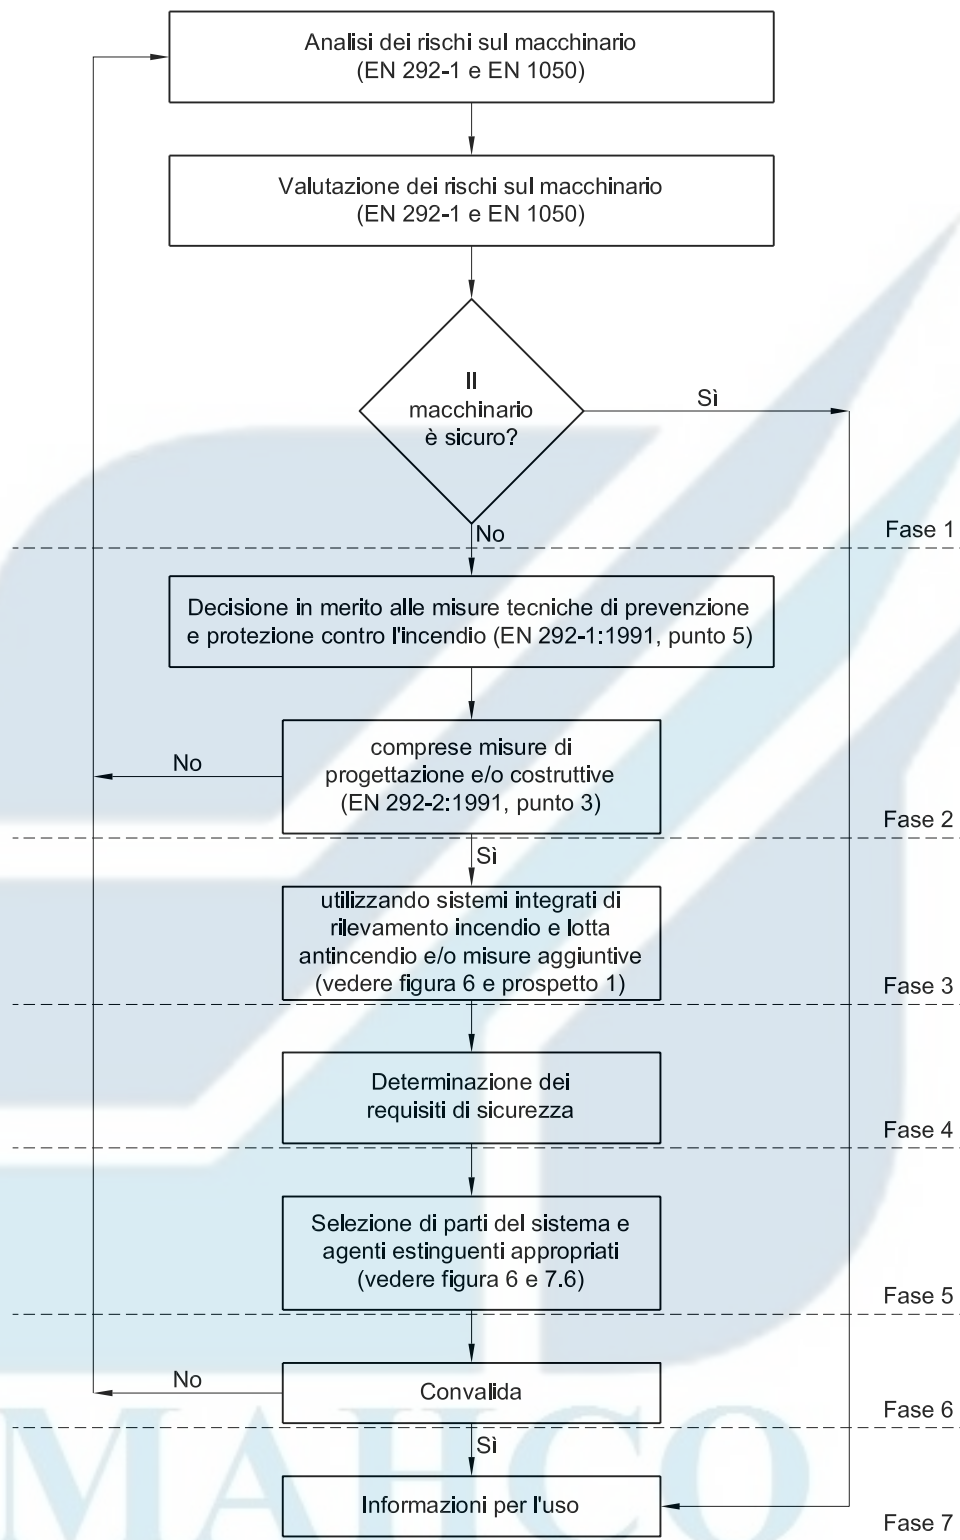 Analisi dei rischi sul macchinario
(EN 292-1 e EN 1050)
Valutazione dei rischi sul macchinario
(EN 292-1 e EN 1050)
Il
macchinario
è sicuro?
Sì
No
Fase 1
Decisione in merito alle misure tecniche di prevenzione
e protezione contro l'incendio (EN 292-1:1991, punto 5)
comprese misure di
progettazione e/o costruttive
(EN 292-2:1991, punto 3)
No
Fase 2
Sì
utilizzando sistemi integrati di
rilevamento incendio e lotta
antincendio e/o misure aggiuntive
(vedere figura 6 e prospetto 1)
Fase 3
Determinazione dei
requisiti di sicurezza
Fase 4
Selezione di parti del sistema e
agenti estinguenti appropriati
(vedere figura 6 e 7.6)
Fase 5
No
Convalida
Fase 6
Sì
MAHCO
Informazioni per l'uso
Fase 7